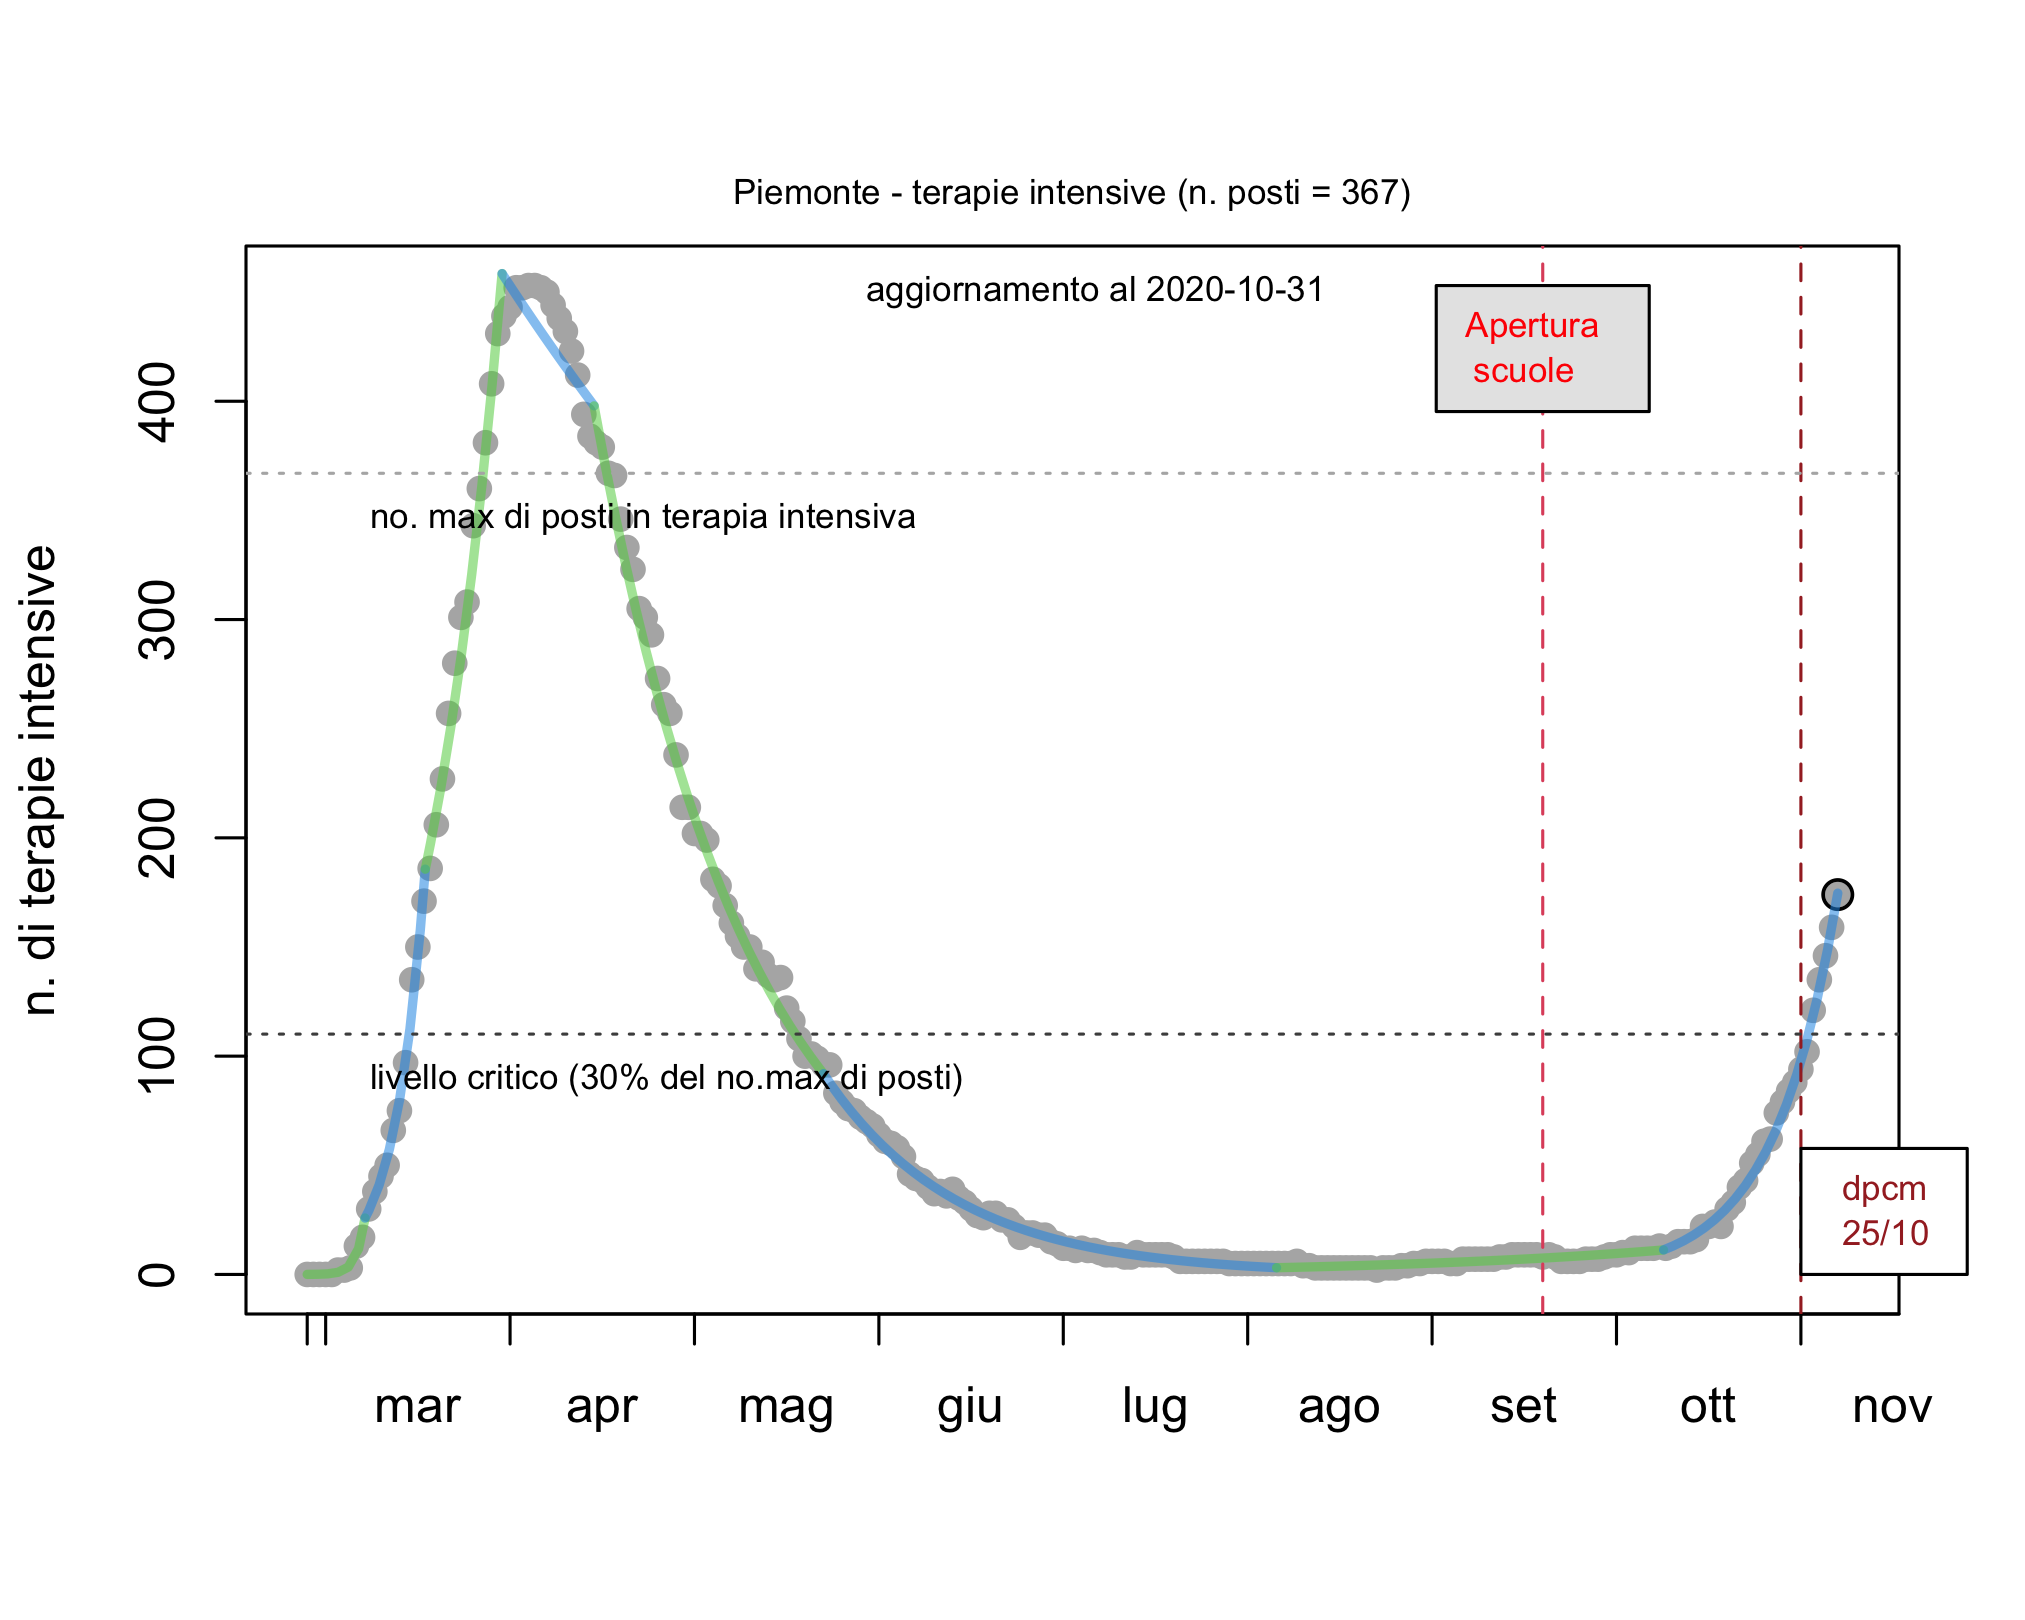 Piemonte - terapie intensive (n. posti = 367)
aggiornamento al 2020-10-31
Apertura
scuole
n. di terapie intensive
400
300
200
100
0
no. max di posti in terapia intensiva
livello critico (30% del no.max di posti)
dpcm
25/10
mar apr mag giu lug ago set ott nov